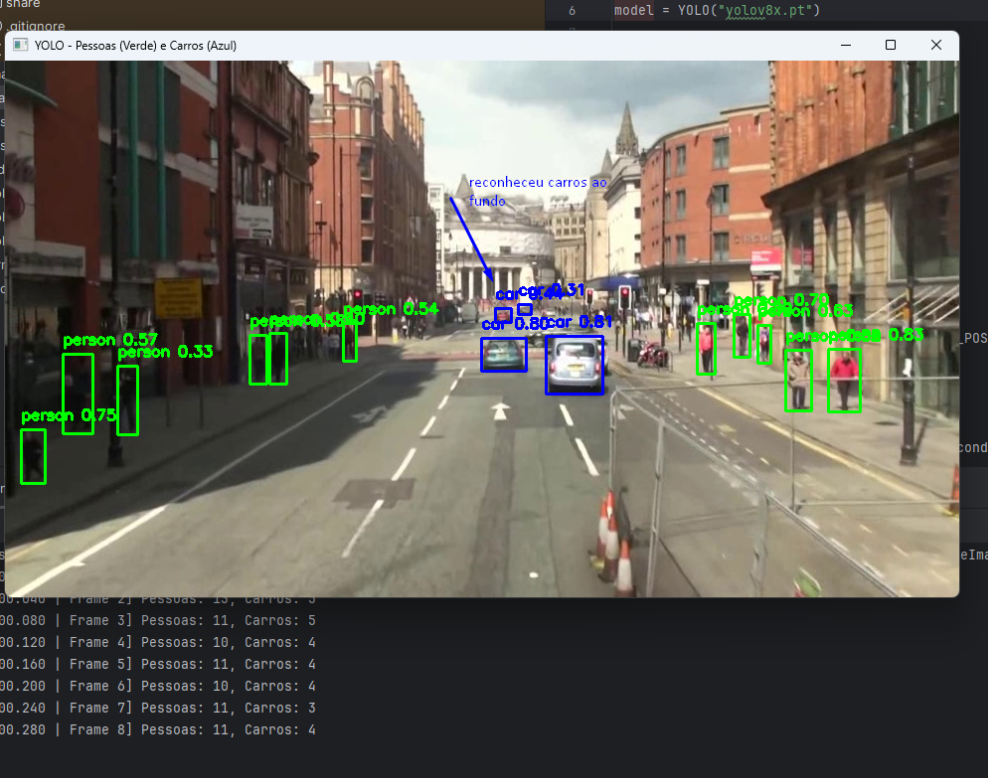 share
.gitignore
6 model = YOLO("yolov8x.pt")
YOLO - Pessoas (Verde) e Carros (Azul)
reconheceu carros ao
fundo
car 0.31
car 0.44
car 0.80
car 0.81
person 0.54
person 0.57
person 0.33
person 0.75
person 0.70
person 0.83
_POS
cond
eIma
00.040 | Frame 2] Pessoas: 13, Carros: 5
00.080 | Frame 3] Pessoas: 11, Carros: 5
00.120 | Frame 4] Pessoas: 10, Carros: 4
00.160 | Frame 5] Pessoas: 11, Carros: 4
00.200 | Frame 6] Pessoas: 10, Carros: 4
00.240 | Frame 7] Pessoas: 11, Carros: 3
00.280 | Frame 8] Pessoas: 11, Carros: 4